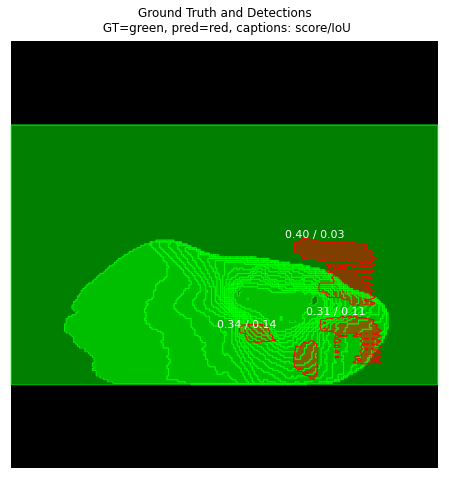 Ground Truth and Detections
GT=green, pred=red, captions: score/IoU
0.40 / 0.03
0.31 / 0.11
0.34 / 0.14